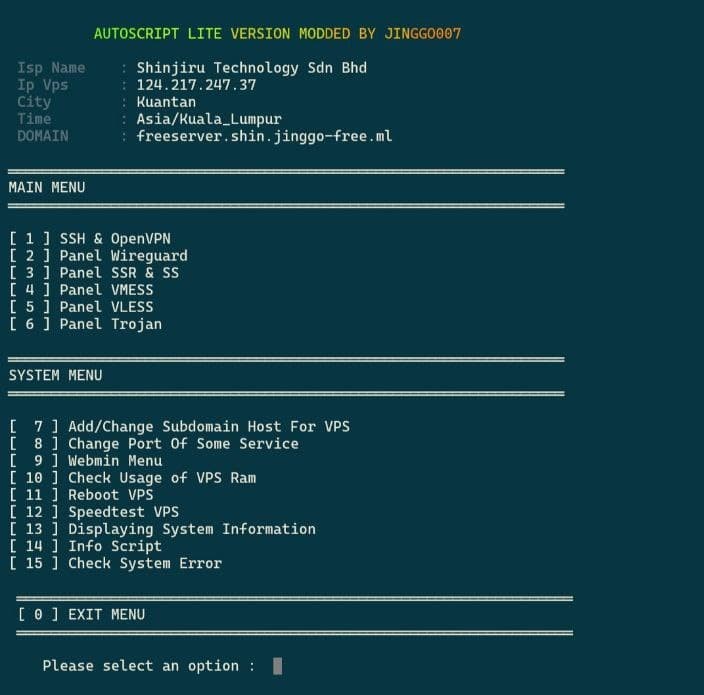 AUTOSCRIPT LITE VERSION MODDED BY JINGGO007
Isp Name : Shinjiru Technology Sdn Bhd
Ip Vps : 124.217.247.37
City : Kuantan
Time : Asia/Kuala_Lumpur
DOMAIN : freeserver.shin.jinggo-free.ml
MAIN MENU
[ 1 ] SSH & OpenVPN
[ 2 ] Panel Wireguard
[ 3 ] Panel SSR & SS
[ 4 ] Panel VMESS
[ 5 ] Panel VLESS
[ 6 ] Panel Trojan
SYSTEM MENU
[ 7 ] Add/Change Subdomain Host For VPS
[ 8 ] Change Port Of Some Service
[ 9 ] Webmin Menu
[ 10 ] Check Usage of VPS Ram
[ 11 ] Reboot VPS
[ 12 ] Speedtest VPS
[ 13 ] Displaying System Information
[ 14 ] Info Script
[ 15 ] Check System Error
[ 0 ] EXIT MENU
Please select an option :